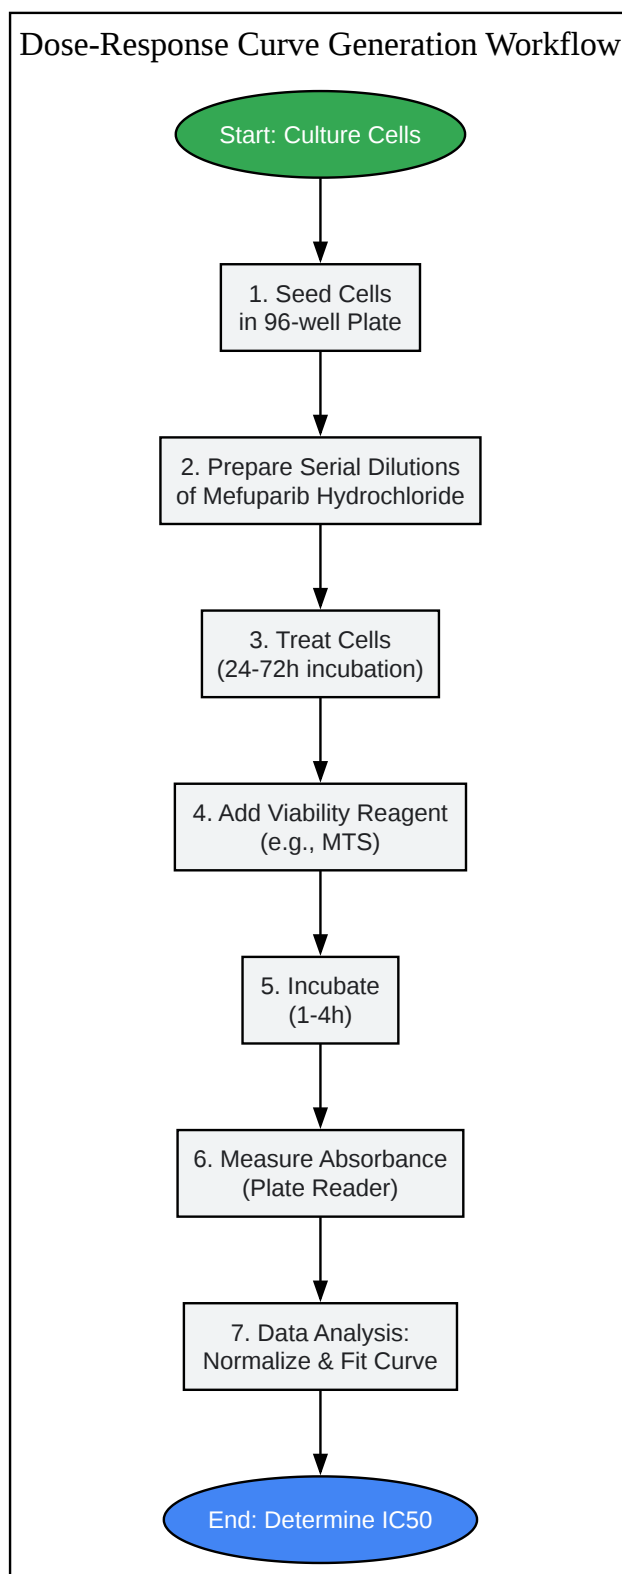 Dose-Response Curve Generation Workflow
Start: Culture Cells
1. Seed Cells
in 96-well Plate
2. Prepare Serial Dilutions
of Mefuparib Hydrochloride
3. Treat Cells
(24-72h incubation)
4. Add Viability Reagent
(e.g., MTS)
5. Incubate
(1-4h)
6. Measure Absorbance
(Plate Reader)
7. Data Analysis:
Normalize & Fit Curve
End: Determine IC50